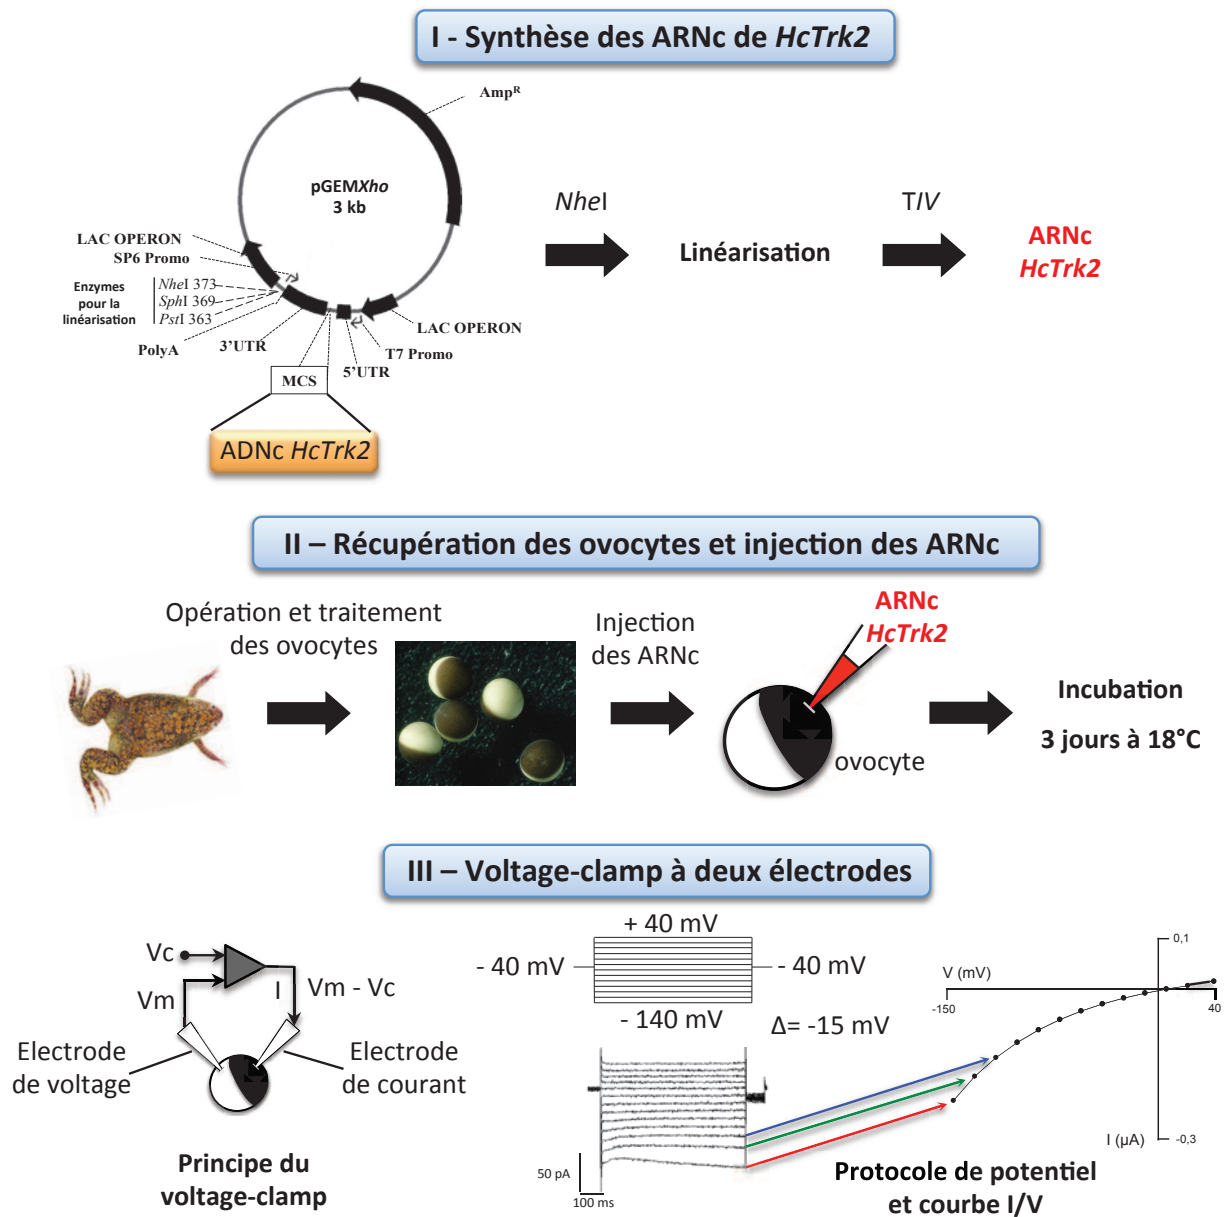 I - Synthèse des ARNc de HcTrk2
AmpR
pGEMXho
3 kb
LAC OPERON
SP6 Promo
Enzymes
pour la
linéarisation
NheI 373
SphI 369
PstI 363
PolyA
3'UTR
MCS
5'UTR
T7 Promo
LAC OPERON
ADNc HcTrk2
NheI
Linéarisation
TIV
ARNc
HcTrk2
II – Récupération des ovocytes et injection des ARNc
Opération et traitement
des ovocytes
Injection
des ARNc
ARNc
HcTrk2
ovocyte
Incubation
3 jours à 18°C
III – Voltage-clamp à deux électrodes
Vc
Vm
I
Vm - Vc
Electrode
de voltage
Electrode
de courant
Principe du
voltage-clamp
+ 40 mV
- 40 mV
- 40 mV
- 140 mV
Δ= -15 mV
50 pA
100 ms
V (mV)
-150
0,1
40
I (µA)
-0,3
Protocole de potentiel
et courbe I/V